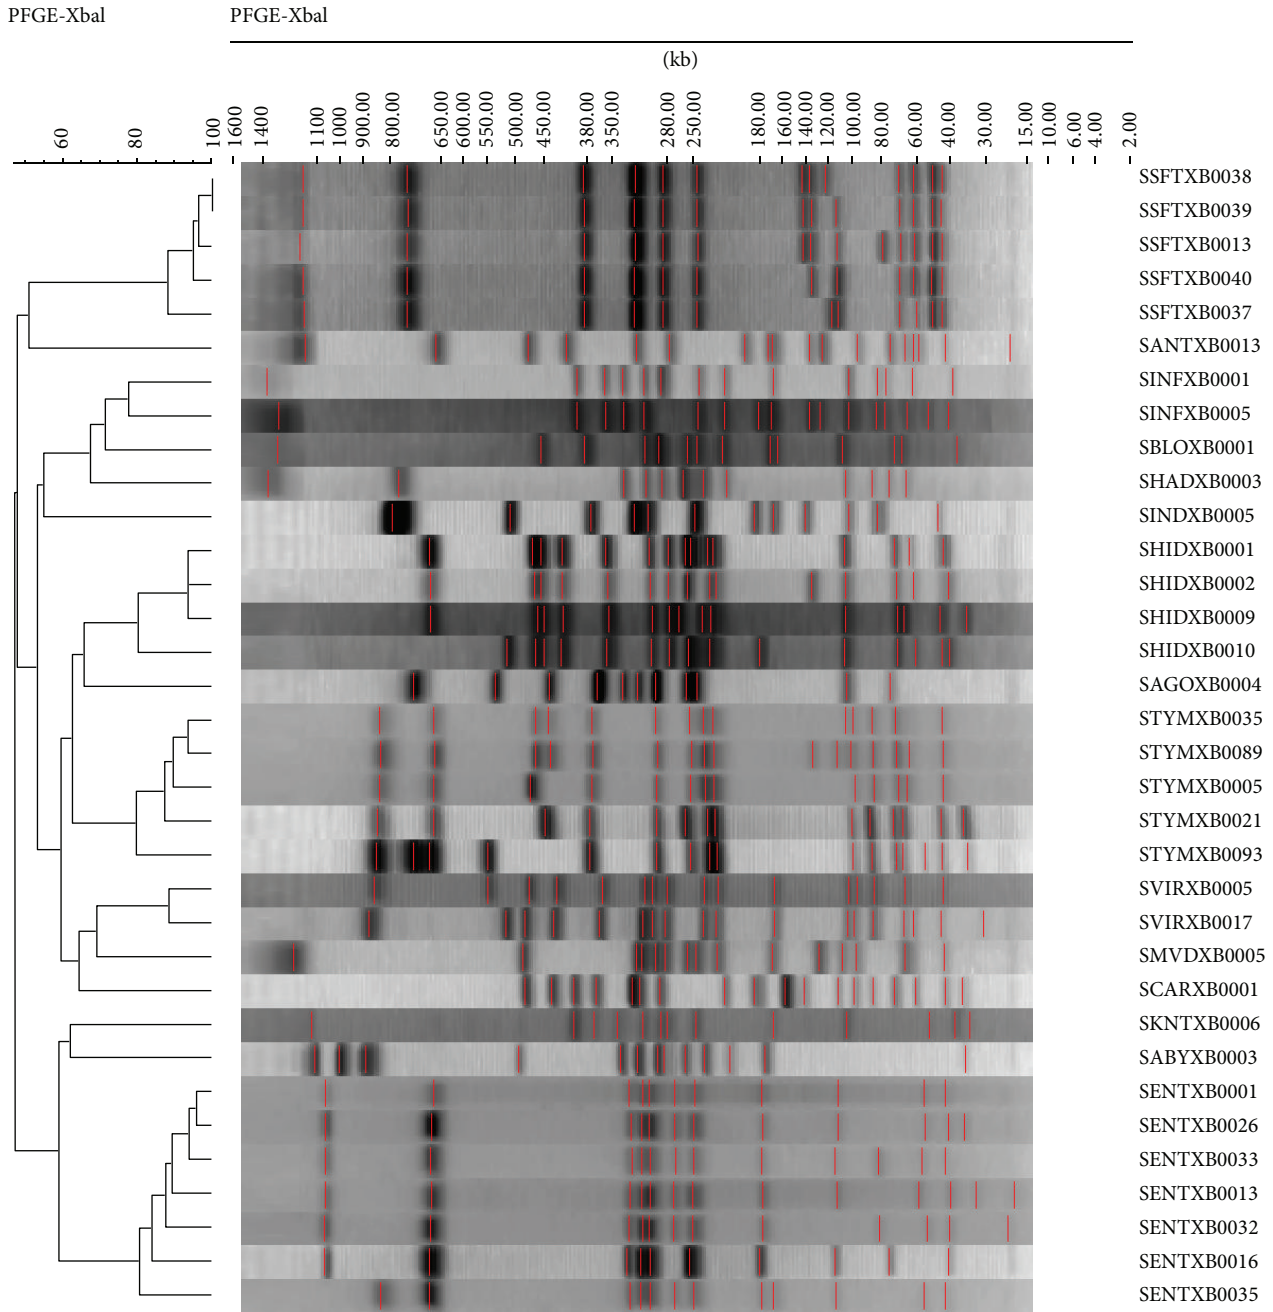 PFGE-XbaI PFGE-XbaI
(kb)
60 80 100 1600 1400 1100 1000 900.00 800.00 650.00 600.00 550.00 500.00 450.00 380.00 350.00 280.00 250.00 180.00 160.00 140.00 120.00 100.00 80.00 60.00 40.00 30.00 15.00 10.00 6.00 4.00 2.00
SSFTXB0038
SSFTXB0039
SSFTXB0013
SSFTXB0040
SSFTXB0037
SANTXB0013
SINFXB0001
SINFXB0005
SBLOXB0001
SHADXB0003
SINDXB0005
SHIDXB0001
SHIDXB0002
SHIDXB0009
SHIDXB0010
SAGOXB0004
STYMXB0035
STYMXB0089
STYMXB0005
STYMXB0021
STYMXB0093
SVIRXB0005
SVIRXB0017
SMVDXB0005
SCARXB0001
SKNTXB0006
SABYXB0003
SENTXB0001
SENTXB0026
SENTXB0033
SENTXB0013
SENTXB0032
SENTXB0016
SENTXB0035